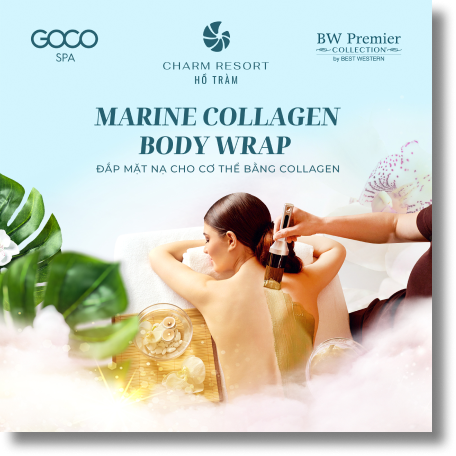 GOCO
SPA
CHARM RESORT
HỒ TRÀM
BW Premier
COLLECTION
by BEST WESTERN
MARINE COLLAGEN
BODY WRAP
ĐẮP MẶT NẠ CHO CƠ THỂ BẰNG COLLAGEN